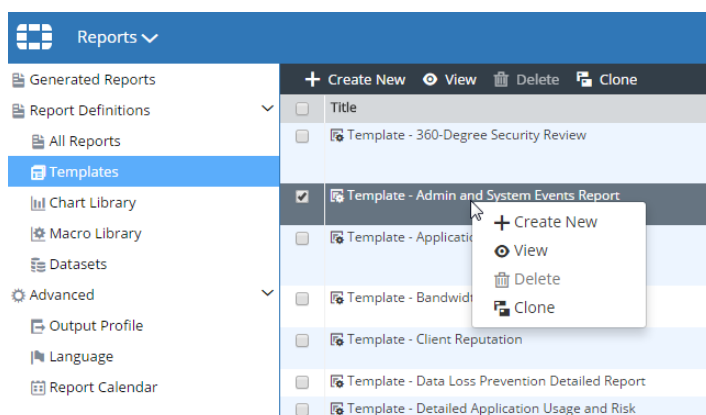 Reports
Generated Reports
Report Definitions
All Reports
Templates
Chart Library
Macro Library
Datasets
Advanced
Output Profile
Language
Report Calendar
Create New View Delete Clone
Title
Template - 360-Degree Security Review
Template - Admin and System Events Report
Template -
Template -
Template - Client Reputation
Template - Data Loss Prevention Detailed Report
Template - Detailed Application Usage and Risk
Create New
View
Delete
Clone